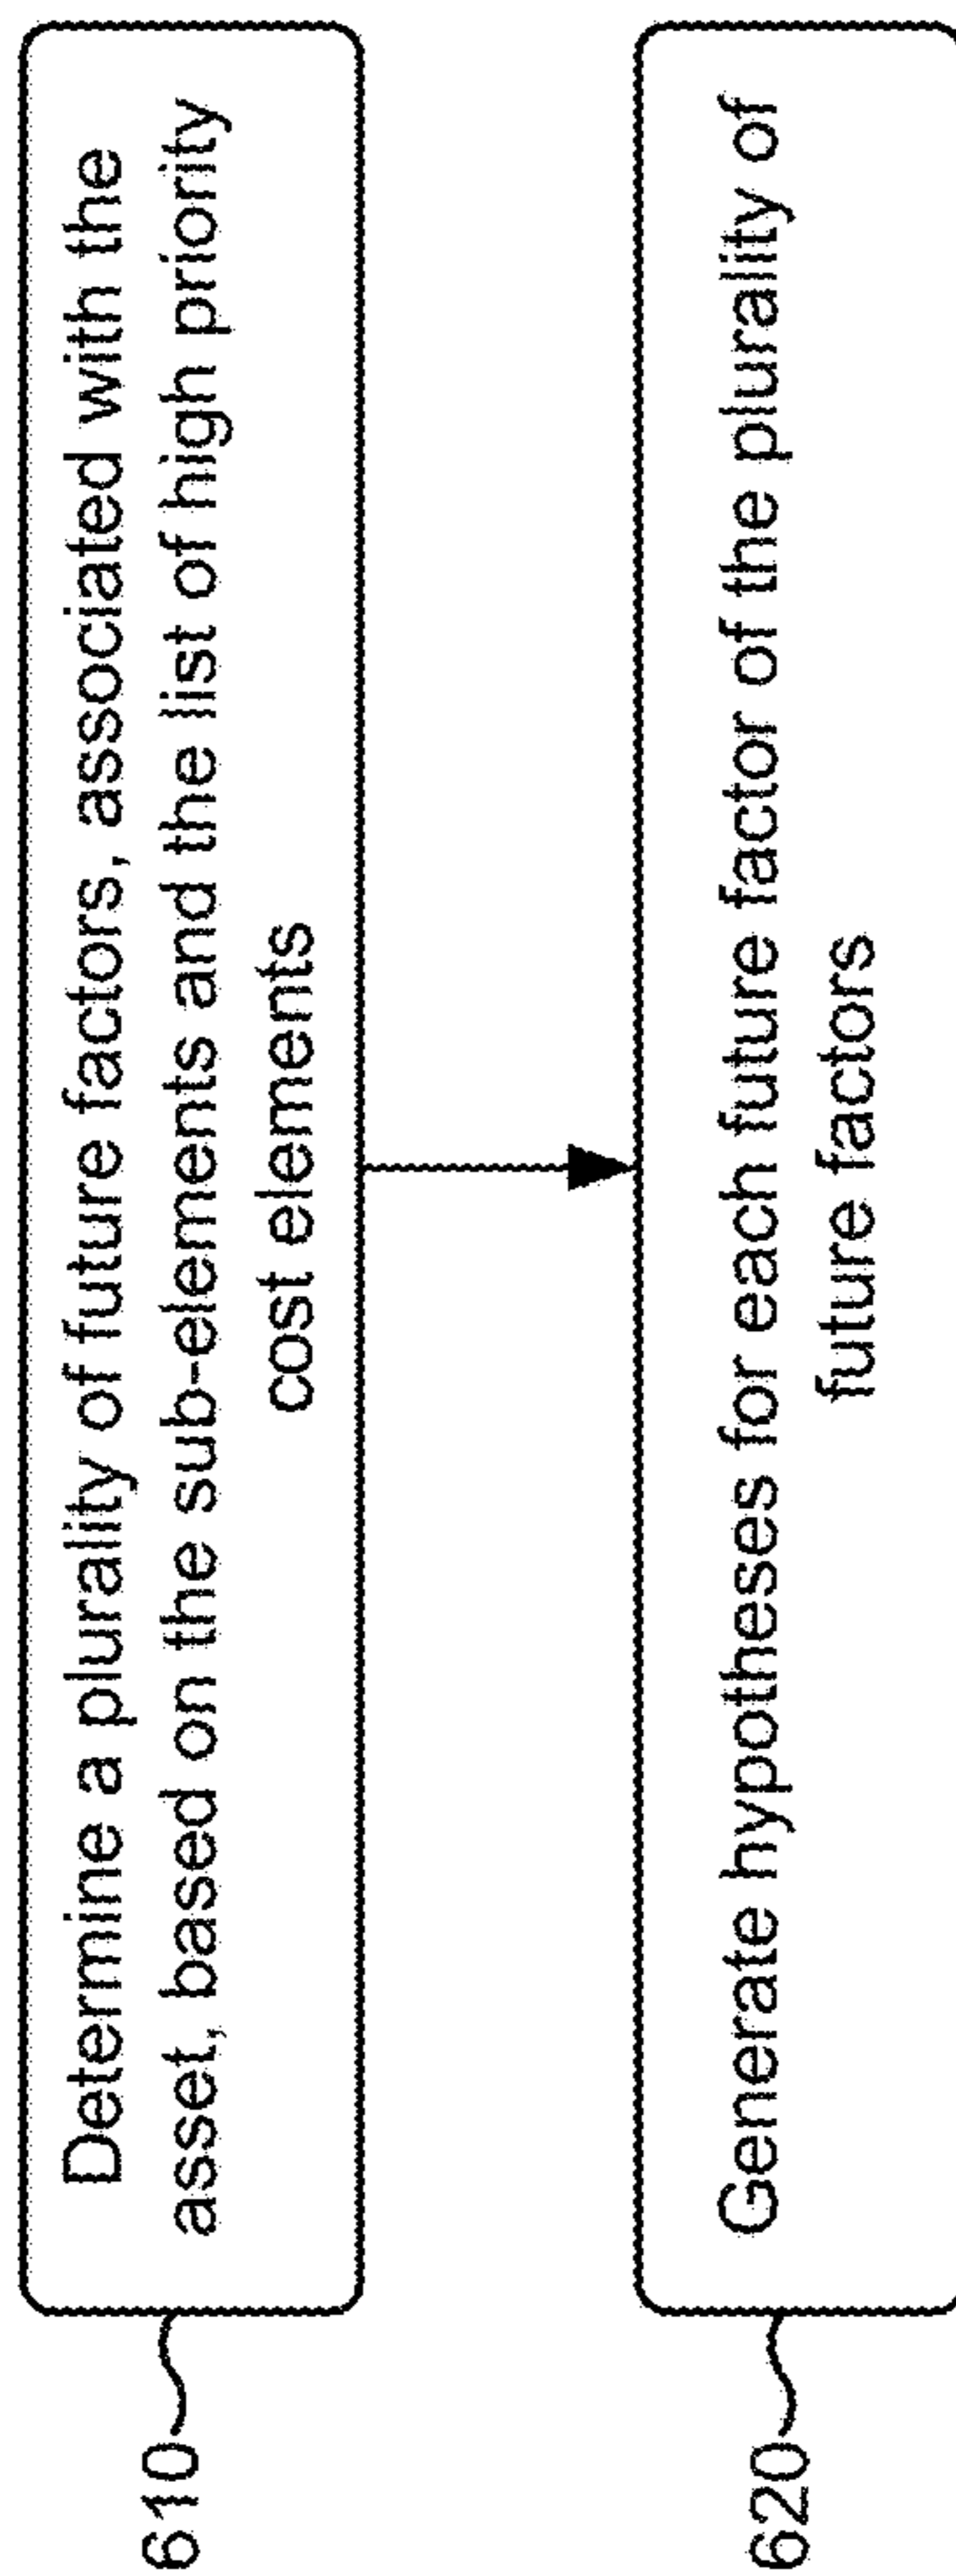 610
Determine a plurality of future factors, associated with the
asset, based on the sub-elements and the list of high priority
cost elements
620
Generate hypotheses for each future factor of the plurality of
future factors